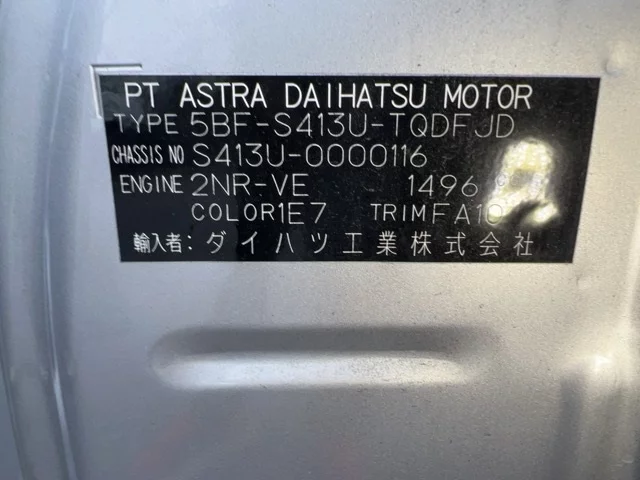 PT ASTRA DAIHATSU MOTOR
TYPE 5BF-S413U-TQDFJD
CHASSIS NO S413U-0000116
ENGINE 2NR-VE 1496
COLOR 1E7 TRIM FA10
輸入者: ダイハツ工業株式会社